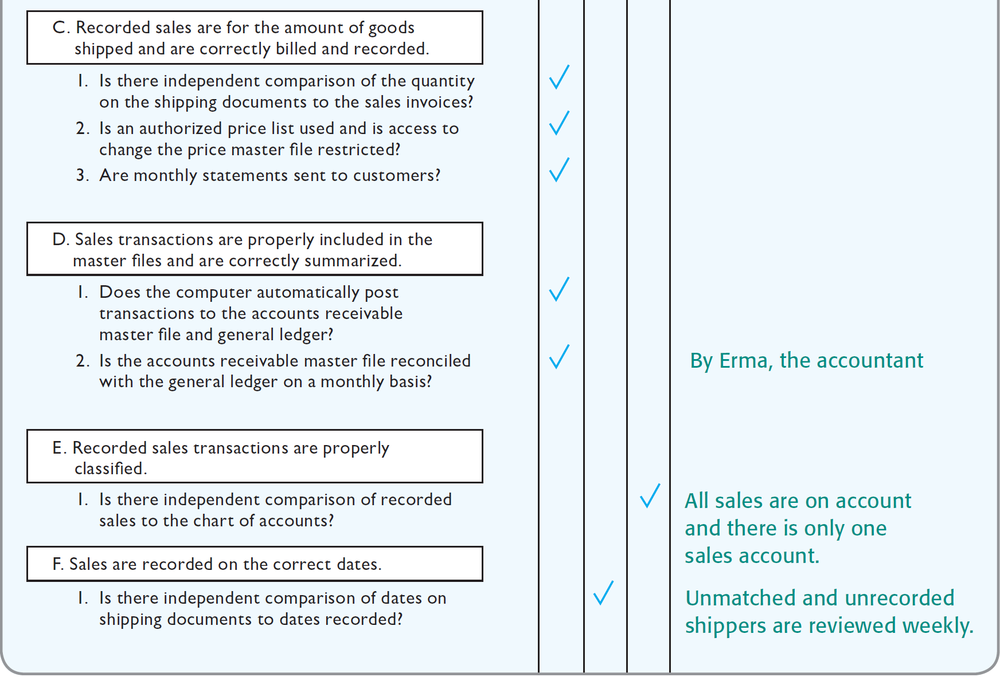 C. Recorded sales are for the amount of goods
shipped and are correctly billed and recorded.
1. Is there independent comparison of the quantity
on the shipping documents to the sales invoices?
2. Is an authorized price list used and is access to
change the price master file restricted?
3. Are monthly statements sent to customers?
D. Sales transactions are properly included in the
master files and are correctly summarized.
1. Does the computer automatically post
transactions to the accounts receivable
master file and general ledger?
2. Is the accounts receivable master file reconciled
with the general ledger on a monthly basis?
By Erma, the accountant
E. Recorded sales transactions are properly
classified.
1. Is there independent comparison of recorded
sales to the chart of accounts?
All sales are on account
and there is only one
sales account.
F. Sales are recorded on the correct dates.
1. Is there independent comparison of dates on
shipping documents to dates recorded?
Unmatched and unrecorded
shippers are reviewed weekly.